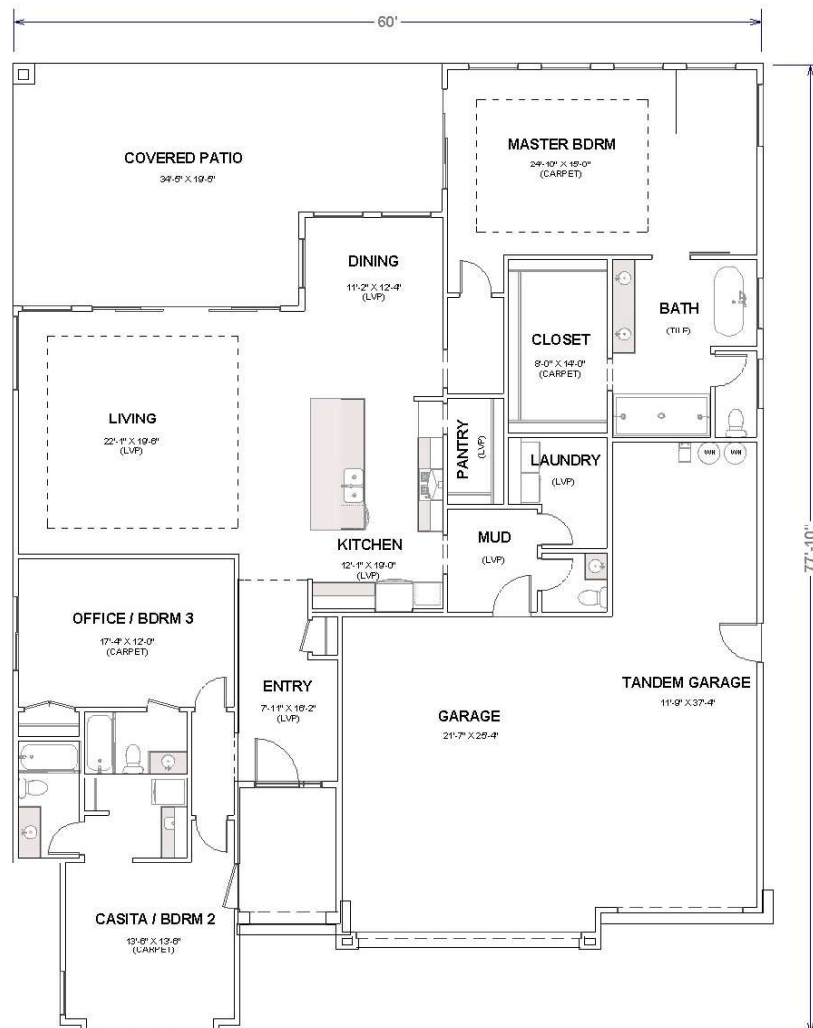 60'
COVERED PATIO
34'-5" X 19'-5"
MASTER BDRM
24'-10" X 15'-0"
(CARPET)
DINING
11'-2" X 12'-4"
(LVP)
BATH
(TILE)
CLOSET
8'-0" X 14'-0"
(CARPET)
LIVING
22'-1" X 19'-6"
(LVP)
PANTRY
(LVP)
LAUNDRY
(LVP)
MUD
(LVP)
KITCHEN
12'-1" X 19'-0"
(LVP)
77'-10"
OFFICE / BDRM 3
17'-4" X 12'-0"
(CARPET)
ENTRY
7'-11" X 16'-2"
(LVP)
TANDEM GARAGE
11'-9" X 37'-4"
GARAGE
21'-7" X 25'-4"
CASITA / BDRM 2
13'-6" X 13'-6"
(CARPET)